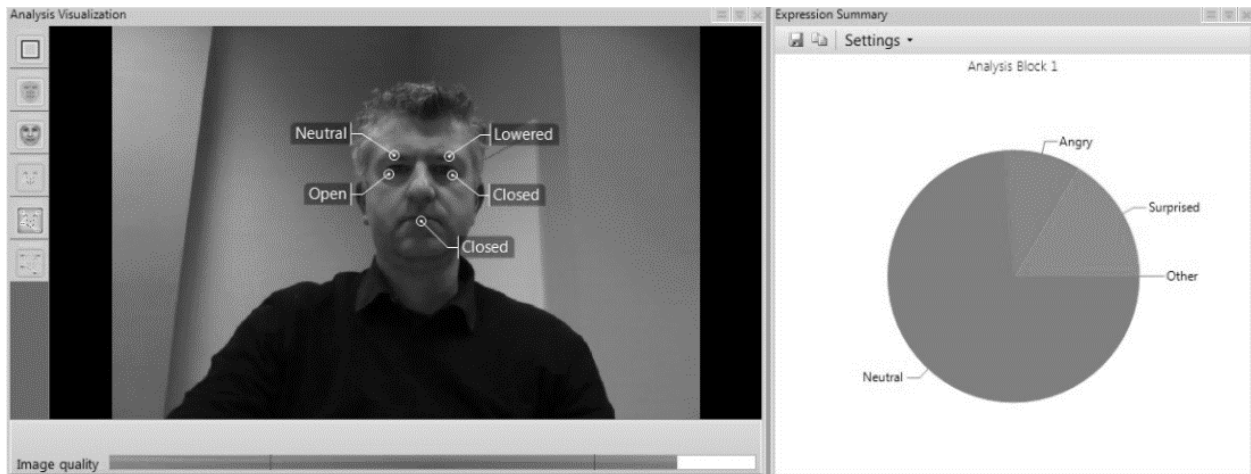 Analysis Visualization
Neutral
Lowered
Open
Closed
Closed
Image quality
Expression Summary
Settings
Analysis Block 1
Angry
Surprised
Other
Neutral